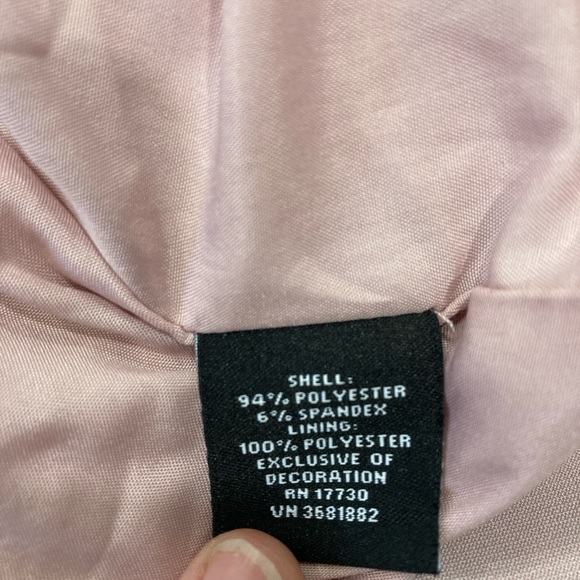 SHELL:
94% POLYESTER
6% SPANDEX
LINING:
100% POLYESTER
EXCLUSIVE OF
DECORATION
RN 17730
VN 3681882